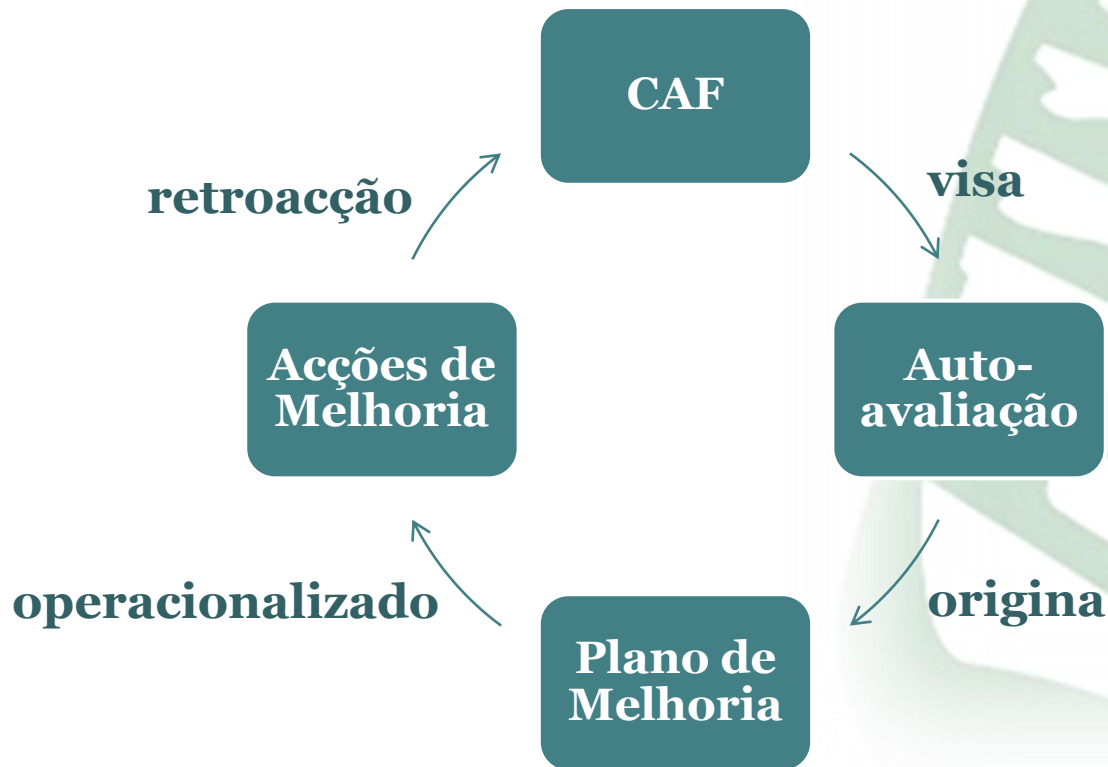 CAF
visa
Auto-
avaliação
origina
Plano de
Melhoria
operacionalizado
Acções de
Melhoria
retroacção